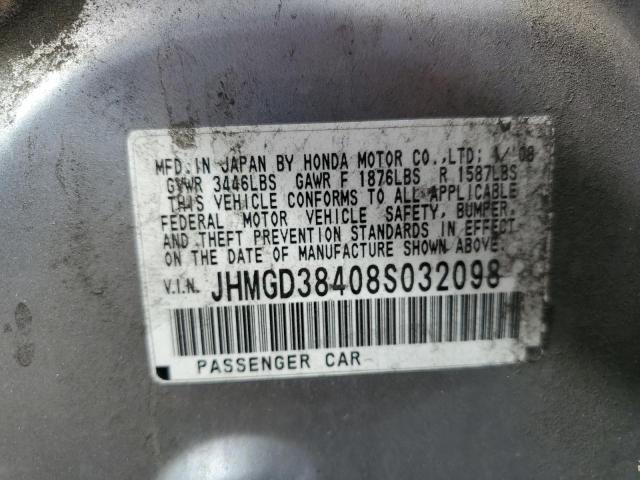 MFD. IN JAPAN BY HONDA MOTOR CO., LTD; 1/'08
GVWR 3446LBS GAWR F 1876LBS R 1587LBS
THIS VEHICLE CONFORMS TO ALL APPLICABLE
FEDERAL MOTOR VEHICLE SAFETY, BUMPER,
AND THEFT PREVENTION STANDARDS IN EFFECT
ON THE DATE OF MANUFACTURE SHOWN ABOVE.
V.I.N. JHMGD38408S032098
PASSENGER CAR